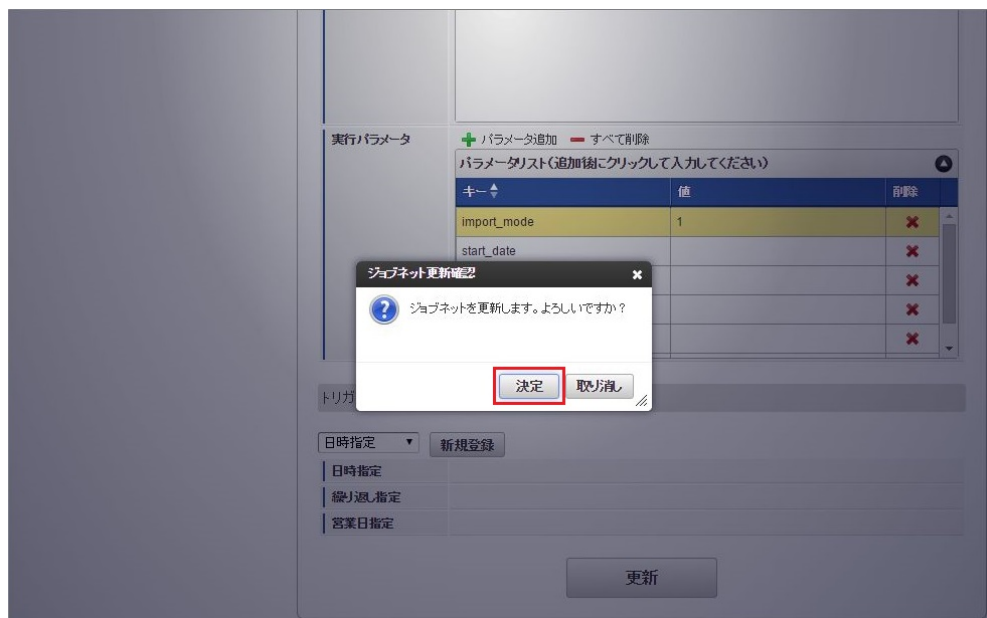 実行パラメータ
パラメータ追加 すべて削除
パラメータリスト(追加後にクリックして入力してください)
キー 値 削除
import_mode 1
start_date
ジョブネット更新確認
ジョブネットを更新します。よろしいですか？
決定 取り消し
トリガ
日時指定 新規登録
日時指定
繰り返し指定
営業日指定
更新